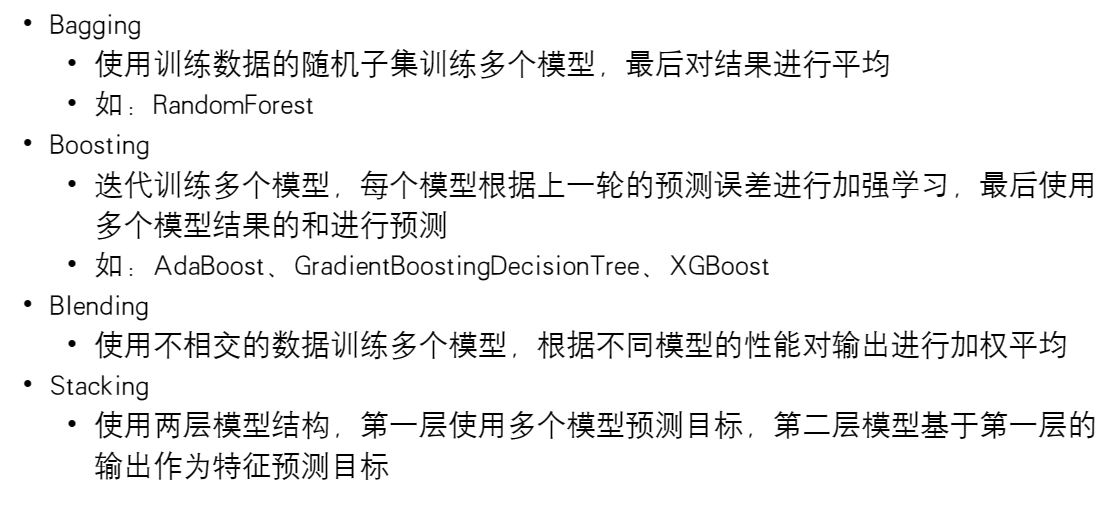 • Bagging
• 使用训练数据的随机子集训练多个模型，最后对结果进行平均
• 如：RandomForest
• Boosting
• 迭代训练多个模型，每个模型根据上一轮的预测误差进行加强学习，最后使用
多个模型结果的和进行预测
• 如：AdaBoost、GradientBoostingDecisionTree、XGBoost
• Blending
• 使用不相交的数据训练多个模型，根据不同模型的性能对输出进行加权平均
• Stacking
• 使用两层模型结构，第一层使用多个模型预测目标，第二层模型基于第一层的
输出作为特征预测目标